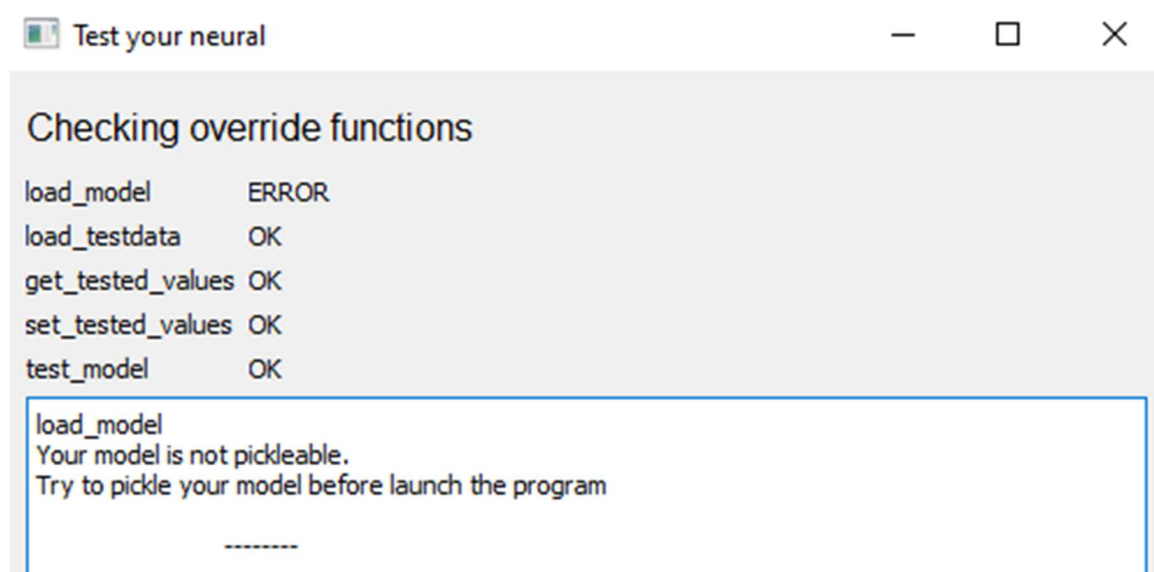 Test your neural
Checking override functions
load_model ERROR
load_testdata OK
get_tested_values OK
set_tested_values OK
test_model OK
load_model
Your model is not pickleable.
Try to pickle your model before launch the program
--------